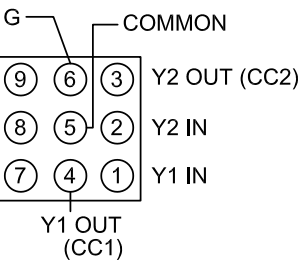 G
COMMON
9 6 3 Y2 OUT (CC2)
8 5 2 Y2 IN
7 4 1 Y1 IN
Y1 OUT
(CC1)